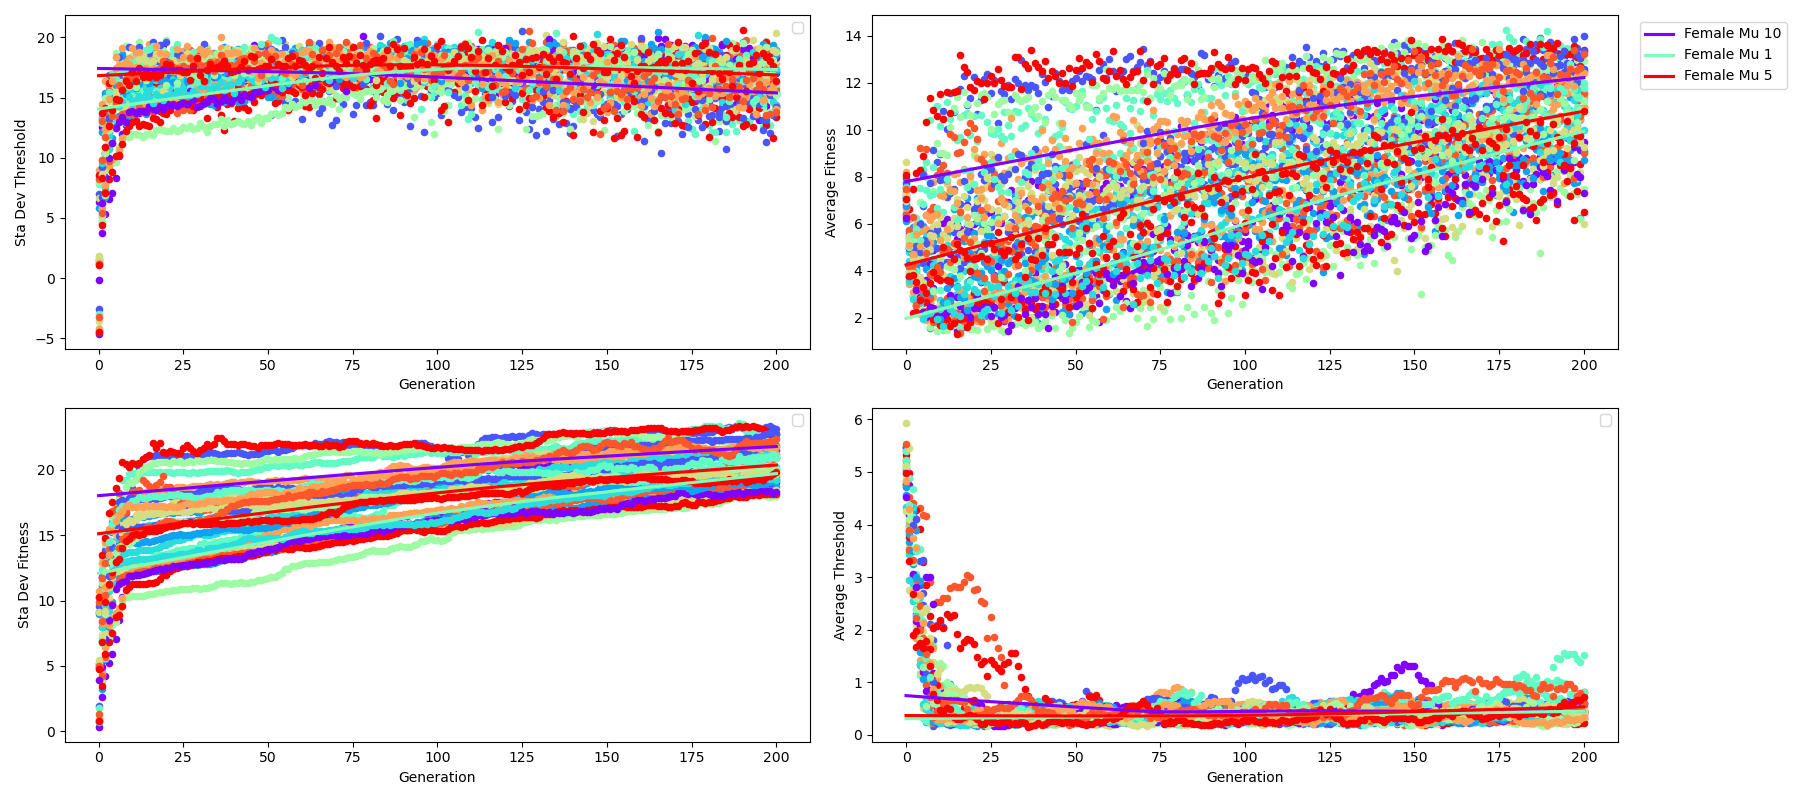 20
15
10
5
0
−5
Sta Dev Threshold
0 25 50 75 100 125 150 175 200
Generation
14
12
10
8
6
4
2
Average Fitness
0 25 50 75 100 125 150 175 200
Generation
Female Mu 10
Female Mu 1
Female Mu 5
20
15
10
5
0
Sta Dev Fitness
0 25 50 75 100 125 150 175 200
Generation
6
5
4
3
2
1
0
Average Threshold
0 25 50 75 100 125 150 175 200
Generation